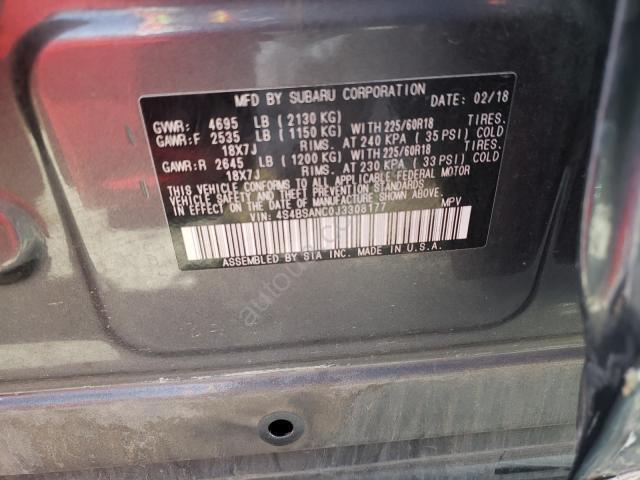 MFD BY SUBARU CORPORATION DATE: 02/18
GVWR: 4695 LB (2130 KG)
GAWR:F 2535 LB (1150 KG) WITH 225/60R18 TIRES.
18X7J RIMS. AT 240 KPA (35 PSI) COLD
GAWR:R 2645 LB (1200 KG) WITH 225/60R18 TIRES.
18X7J RIMS. AT 230 KPA (33 PSI) COLD
THIS VEHICLE CONFORMS TO ALL APPLICABLE FEDERAL MOTOR
VEHICLE SAFETY AND THEFT PREVENTION STANDARDS
IN EFFECT ON THE DATE OF MANUFACTURE SHOWN ABOVE.
VIN: 4S4BSANC0J3308177 MPV
ASSEMBLED BY SIA INC. IN U.S.A.